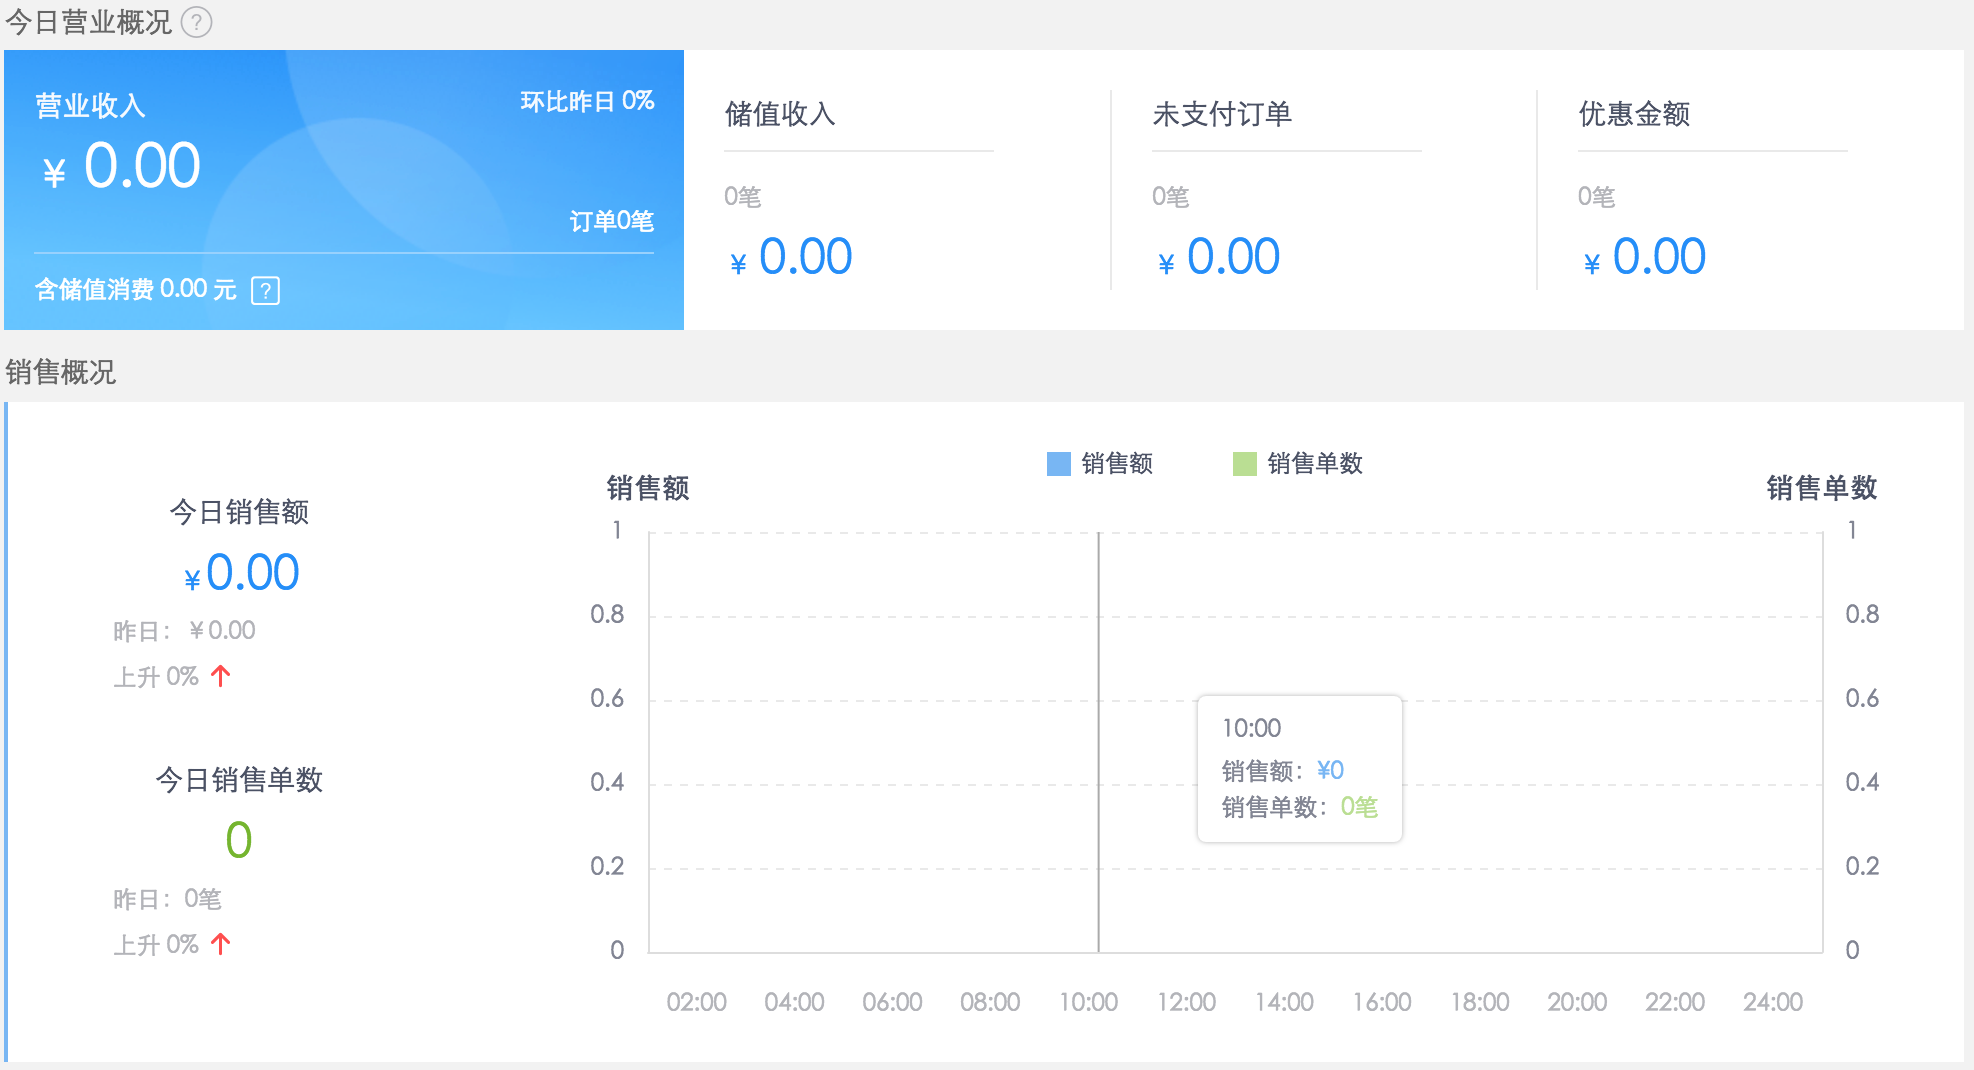 今日营业概况 ?
营业收入
环比昨日 0%
¥ 0.00
订单0笔
含储值消费 0.00 元 ?
储值收入
0笔
¥ 0.00
未支付订单
0笔
¥ 0.00
优惠金额
0笔
¥ 0.00
销售概况
今日销售额
¥0.00
昨日： ¥0.00
上升 0%
今日销售单数
0
昨日：0笔
上升 0%
销售额 销售单数
销售额
销售单数
1
0.8
0.6
0.4
0.2
0
10:00
销售额：¥0
销售单数：0笔
1
0.8
0.6
0.4
0.2
0
02:00 04:00 06:00 08:00 10:00 12:00 14:00 16:00 18:00 20:00 22:00 24:00